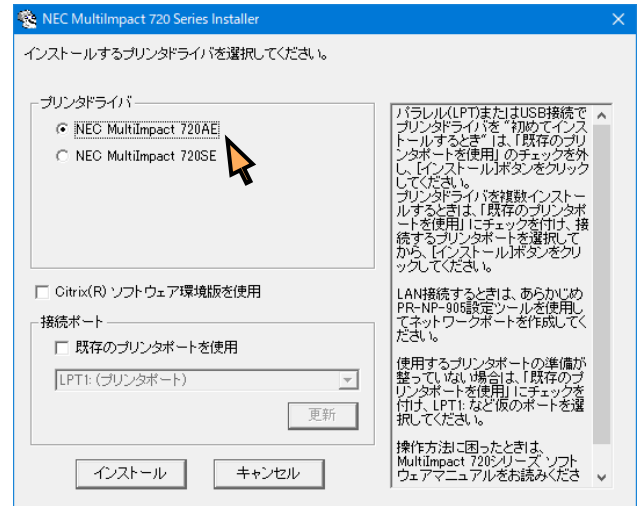 NEC MultiImpact 720 Series Installer
インストールするプリンタドライバを選択してください。
プリンタドライバ
NEC MultiImpact 720AE
NEC MultiImpact 720SE
Citrix(R) ソフトウェア環境版を使用
接続ポート
既存のプリンタポートを使用
LPT1: (プリンタポート)
更新
インストール
キャンセル
パラレル(LPT)またはUSB接続で
プリンタドライバを“初めてインス
トールするとき”は、「既存のプリ
ンタポートを使用」のチェックを外
し、[インストール]ボタンをクリック
してください。
プリンタドライバを複数インストー
ルするときは、「既存のプリンタポ
ートを使用」にチェックを付け、接
続するプリンタポートを選択して
から、[インストール]ボタンをクリ
ックしてください。
LAN接続するときは、あらかじめ
PR-NP-905設定ツールを使用し
てネットワークポートを作成してく
ださい。
使用するプリンタポートの準備が
整っていない場合は、「既存のプ
リンタポートを使用」にチェックを
付け、LPT1: など仮のポートを選
択してください。
操作方法に困ったときは、
MultiImpact 720シリーズ ソフト
ウェアマニュアルをお読みくださ